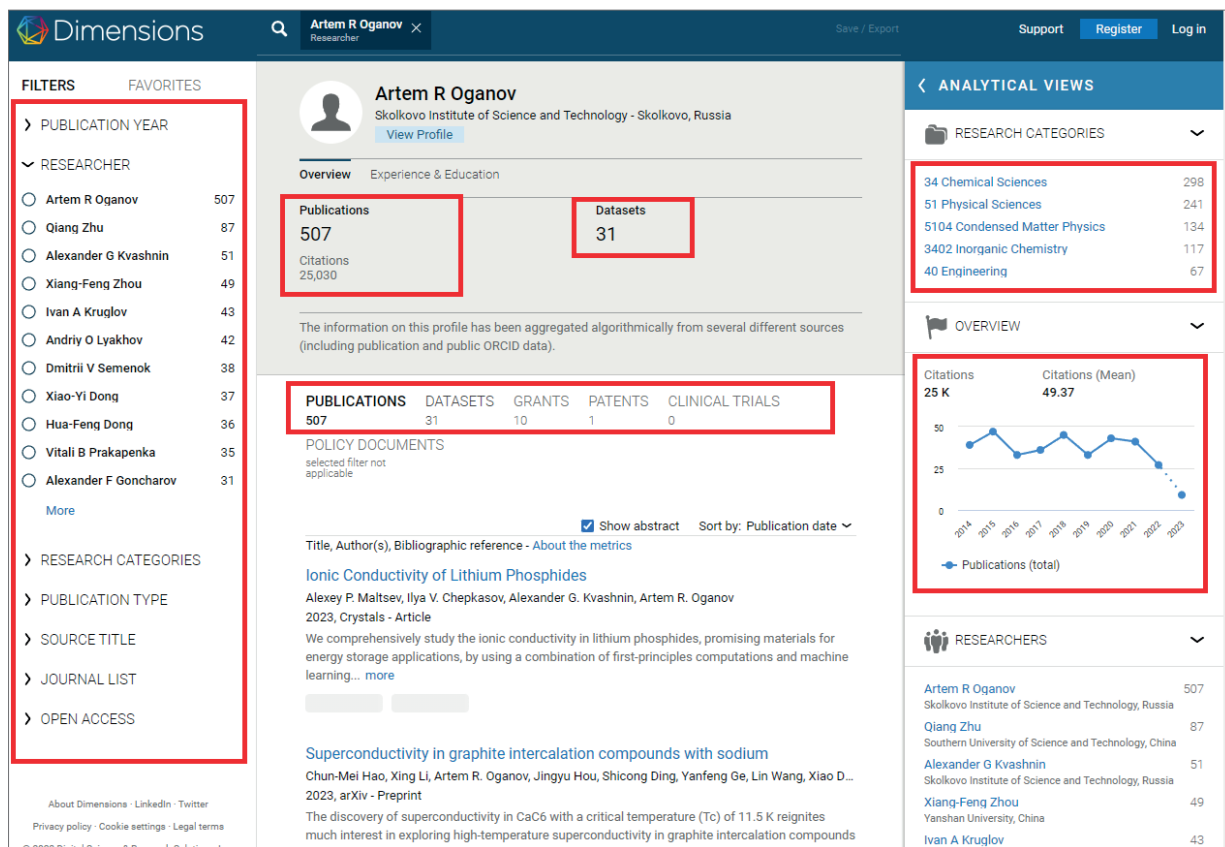 Dimensions
Artem R Oganov
Researcher
Save / Export
Support
Register
Log in
FILTERS
FAVORITES
PUBLICATION YEAR
RESEARCHER
Artem R Oganov 507
Qiang Zhu 87
Alexander G Kvashnin 51
Xiang-Feng Zhou 49
Ivan A Kruglov 43
Andriy O Lyakhov 42
Dmitrii V Semenok 38
Xiao-Yi Dong 37
Hua-Feng Dong 36
Vitali B Prakapenka 35
Alexander F Goncharov 31
More
RESEARCH CATEGORIES
PUBLICATION TYPE
SOURCE TITLE
JOURNAL LIST
OPEN ACCESS
About Dimensions · LinkedIn · Twitter
Privacy policy · Cookie settings · Legal terms
Artem R Oganov
Skolkovo Institute of Science and Technology - Skolkovo, Russia
View Profile
Overview
Experience & Education
Publications
507
Citations
25,030
Datasets
31
The information on this profile has been aggregated algorithmically from several different sources
(including publication and public ORCID data).
PUBLICATIONS DATASETS GRANTS PATENTS CLINICAL TRIALS
507 31 10 1 0
POLICY DOCUMENTS
selected filter not
applicable
Show abstract Sort by: Publication date
Title, Author(s), Bibliographic reference - About the metrics
Ionic Conductivity of Lithium Phosphides
Alexey P. Maltsev, Ilya V. Chepkasov, Alexander G. Kvashnin, Artem R. Oganov
2023, Crystals - Article
We comprehensively study the ionic conductivity in lithium phosphides, promising materials for
energy storage applications, by using a combination of first-principles computations and machine
learning... more
Superconductivity in graphite intercalation compounds with sodium
Chun-Mei Hao, Xing Li, Artem R. Oganov, Jingyu Hou, Shicong Ding, Yanfeng Ge, Lin Wang, Xiao D...
2023, arXiv - Preprint
The discovery of superconductivity in CaC6 with a critical temperature (Tc) of 11.5 K reignites
much interest in exploring high-temperature superconductivity in graphite intercalation compounds
ANALYTICAL VIEWS
RESEARCH CATEGORIES
34 Chemical Sciences 298
51 Physical Sciences 241
5104 Condensed Matter Physics 134
3402 Inorganic Chemistry 117
40 Engineering 67
OVERVIEW
Citations Citations (Mean)
25 K 49.37
50
25
0
2014 2015 2016 2017 2018 2019 2020 2021 2022 2023
Publications (total)
RESEARCHERS
Artem R Oganov 507
Skolkovo Institute of Science and Technology, Russia
Qiang Zhu 87
Southern University of Science and Technology, China
Alexander G Kvashnin 51
Skolkovo Institute of Science and Technology, Russia
Xiang-Feng Zhou 49
Yanshan University, China
Ivan A Kruglov 43